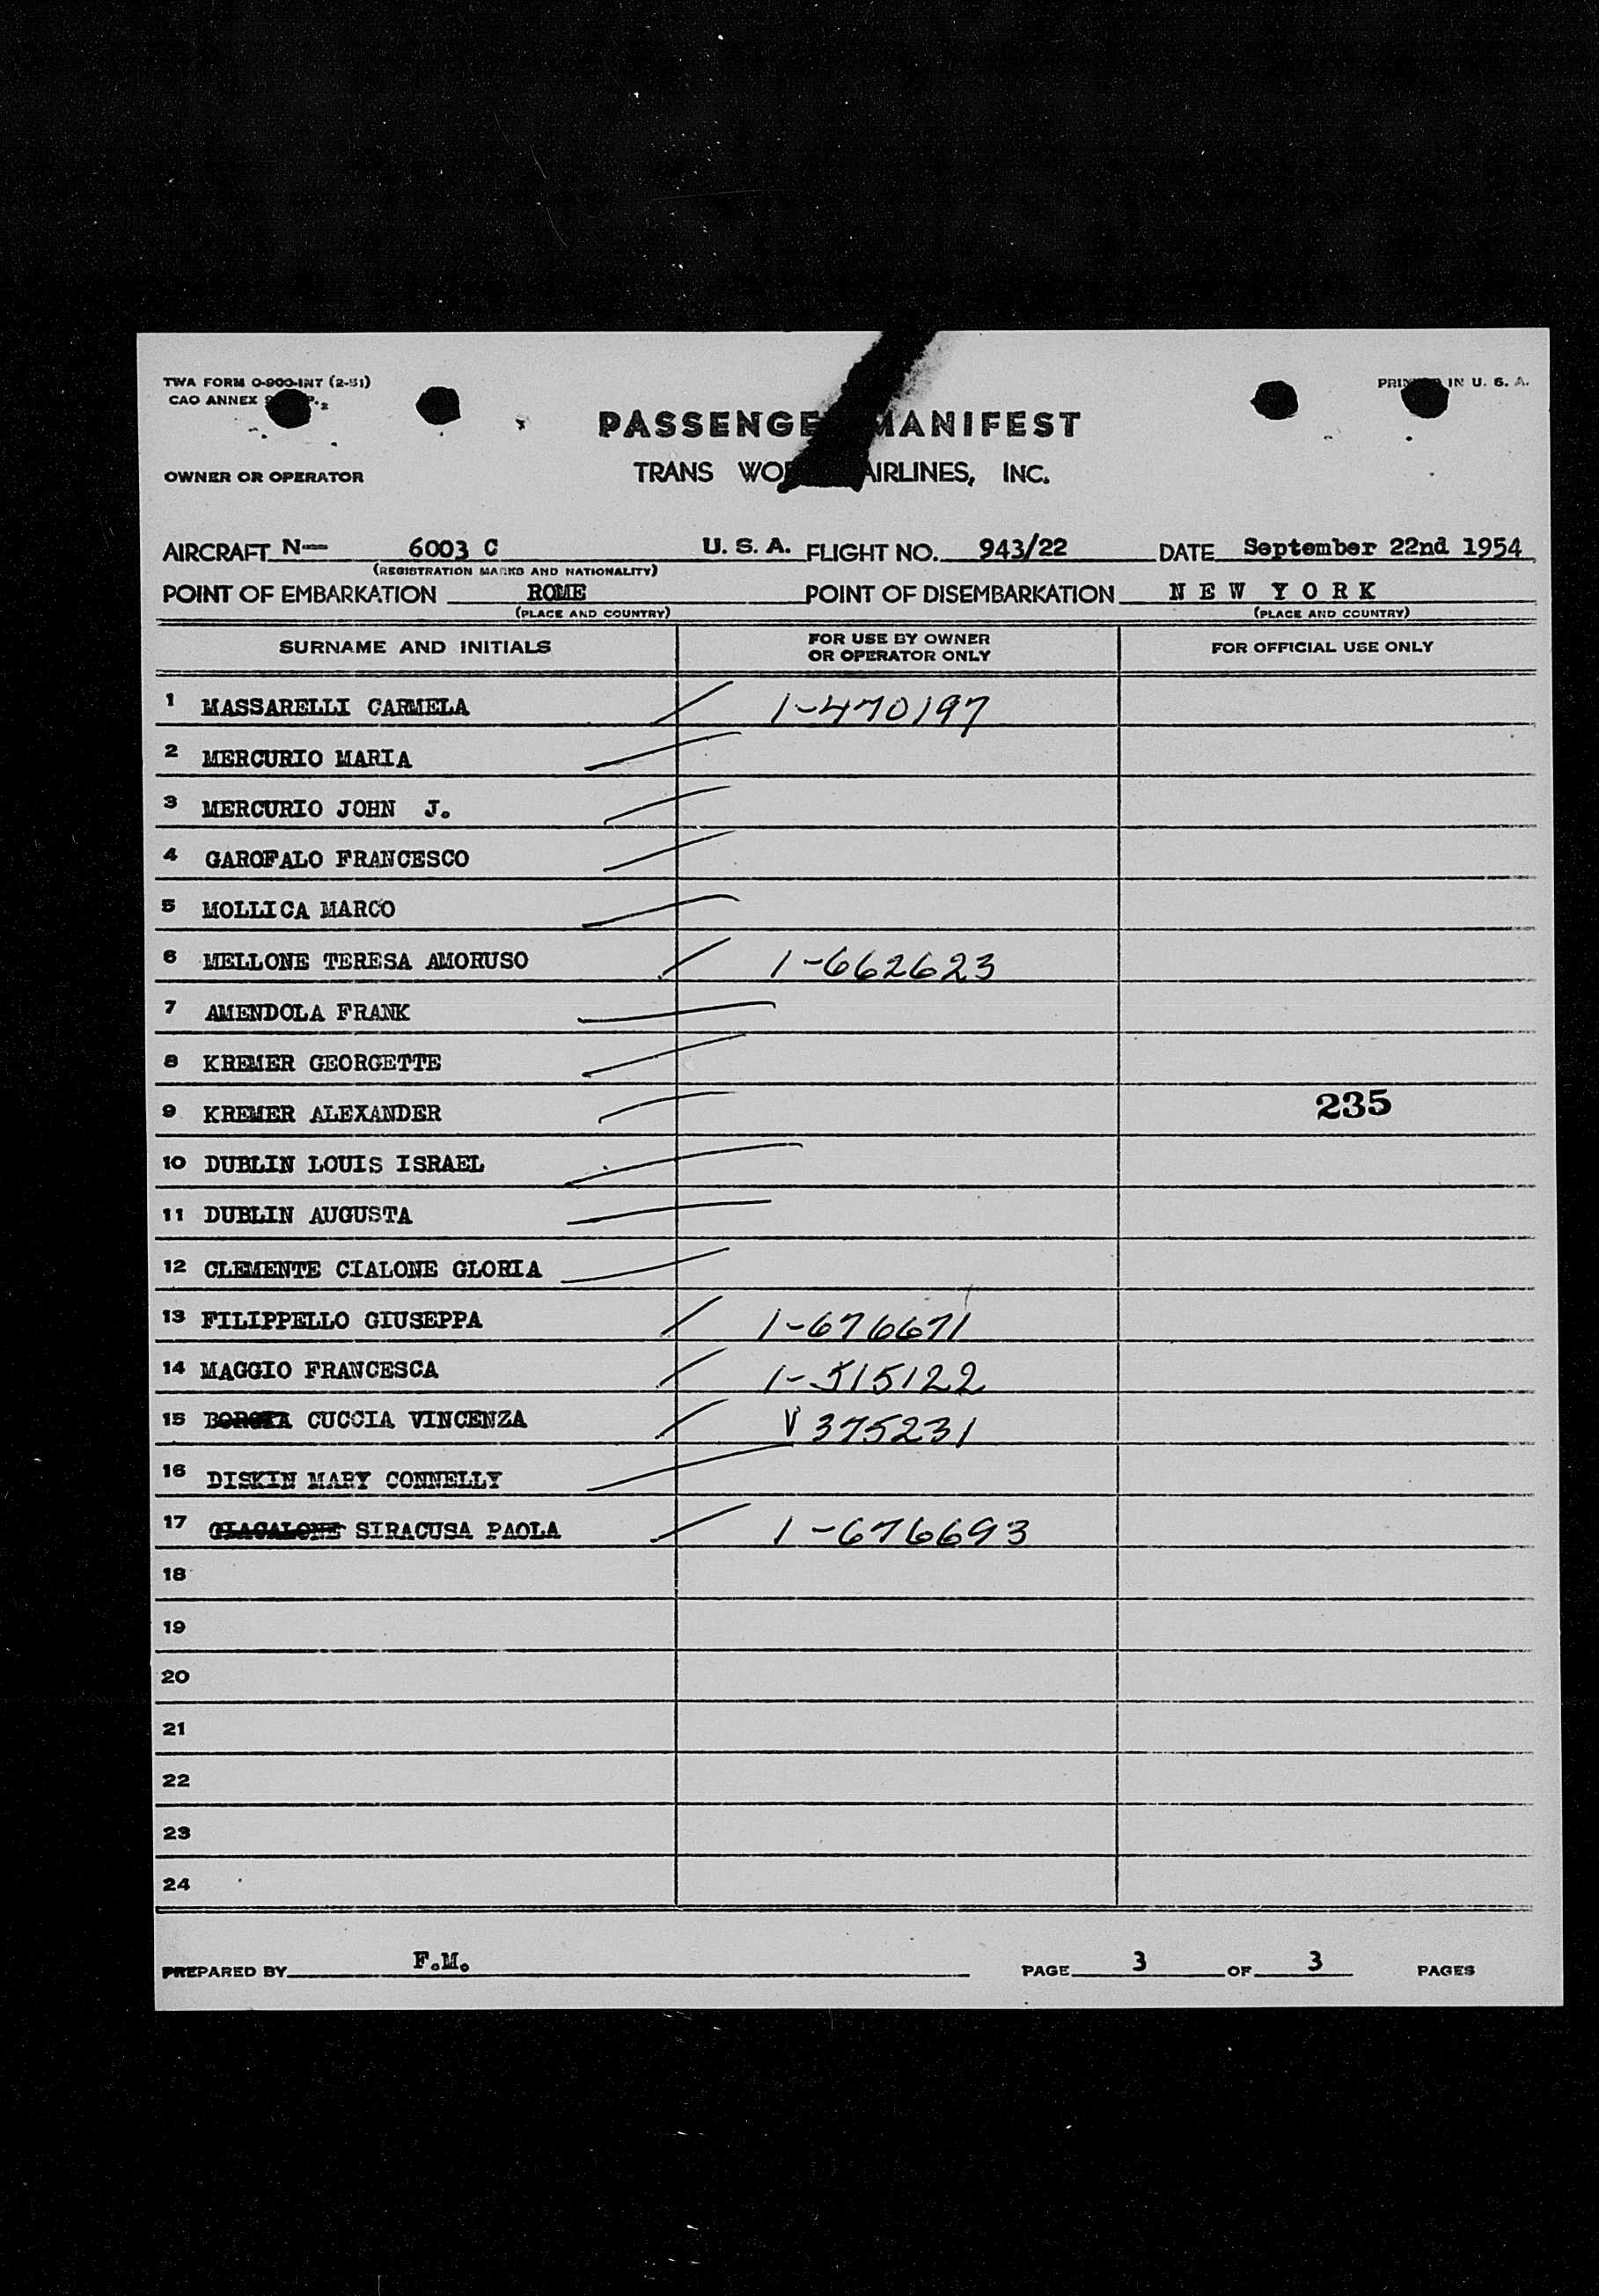 TWA FORM O-900-INT (2-51)
CAO ANNEX
PRINTED IN U. S. A.
PASSENGER MANIFEST
OWNER OR OPERATOR TRANS WORLD AIRLINES, INC.
AIRCRAFT N— 6003 C U. S. A. FLIGHT NO. 943/22 DATE September 22nd 1954
(REGISTRATION MARKS AND NATIONALITY)
POINT OF EMBARKATION ROME POINT OF DISEMBARKATION N E W Y O R K
(PLACE AND COUNTRY) (PLACE AND COUNTRY)
SURNAME AND INITIALS FOR USE BY OWNER OR OPERATOR ONLY FOR OFFICIAL USE ONLY
1 MASSARELLI CARMELA 1-470197
2 MERCURIO MARIA
3 MERCURIO JOHN J.
4 GAROFALO FRANCESCO
5 MOLLICA MARCO
6 MELLONE TERESA AMORUSO 1-662623
7 AMENDOLA FRANK
8 KREMER GEORGETTE
9 KREMER ALEXANDER 235
10 DUBLIN LOUIS ISRAEL
11 DUBLIN AUGUSTA
12 CLEMENTE CIALONE GLORIA
13 FILIPPELLO GIUSEPPA 1-676671
14 MAGGIO FRANCESCA 1-515122
15 CUCCIA VINCENZA V 375231
16 DISKIN MARY CONNELLY
17 GIACALONE SIRACUSA PAOLA 1-676693
18
19
20
21
22
23
24
PREPARED BY F.M. PAGE 3 OF 3 PAGES